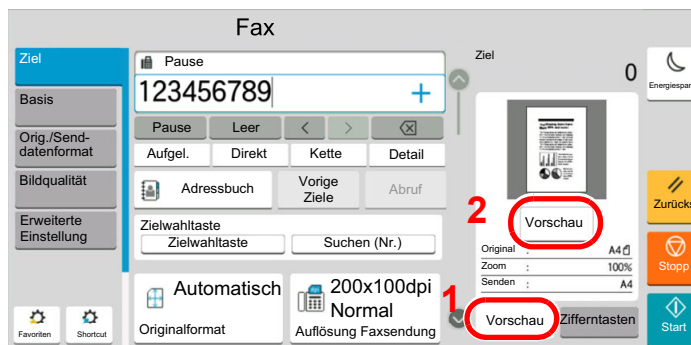 Fax
Ziel
Basis
Orig./Send-
datenformat
Bildqualität
Erweiterte
Einstellung
Favoriten
Shortcut
Pause
123456789
+
Pause
Leer
<
>
Aufgel.
Direkt
Kette
Detail
Adressbuch
Vorige
Ziele
Abruf
Zielwahltaste
Zielwahltaste
Suchen (Nr.)
Automatisch
Originalformat
200x100dpi
Normal
Auflösung Faxsendung
Ziel
0
2
Vorschau
Original : A4
Zoom : 100%
Senden : A4
1
Vorschau
Zifferntasten
Energiespar
Zurücks
Stopp
Start